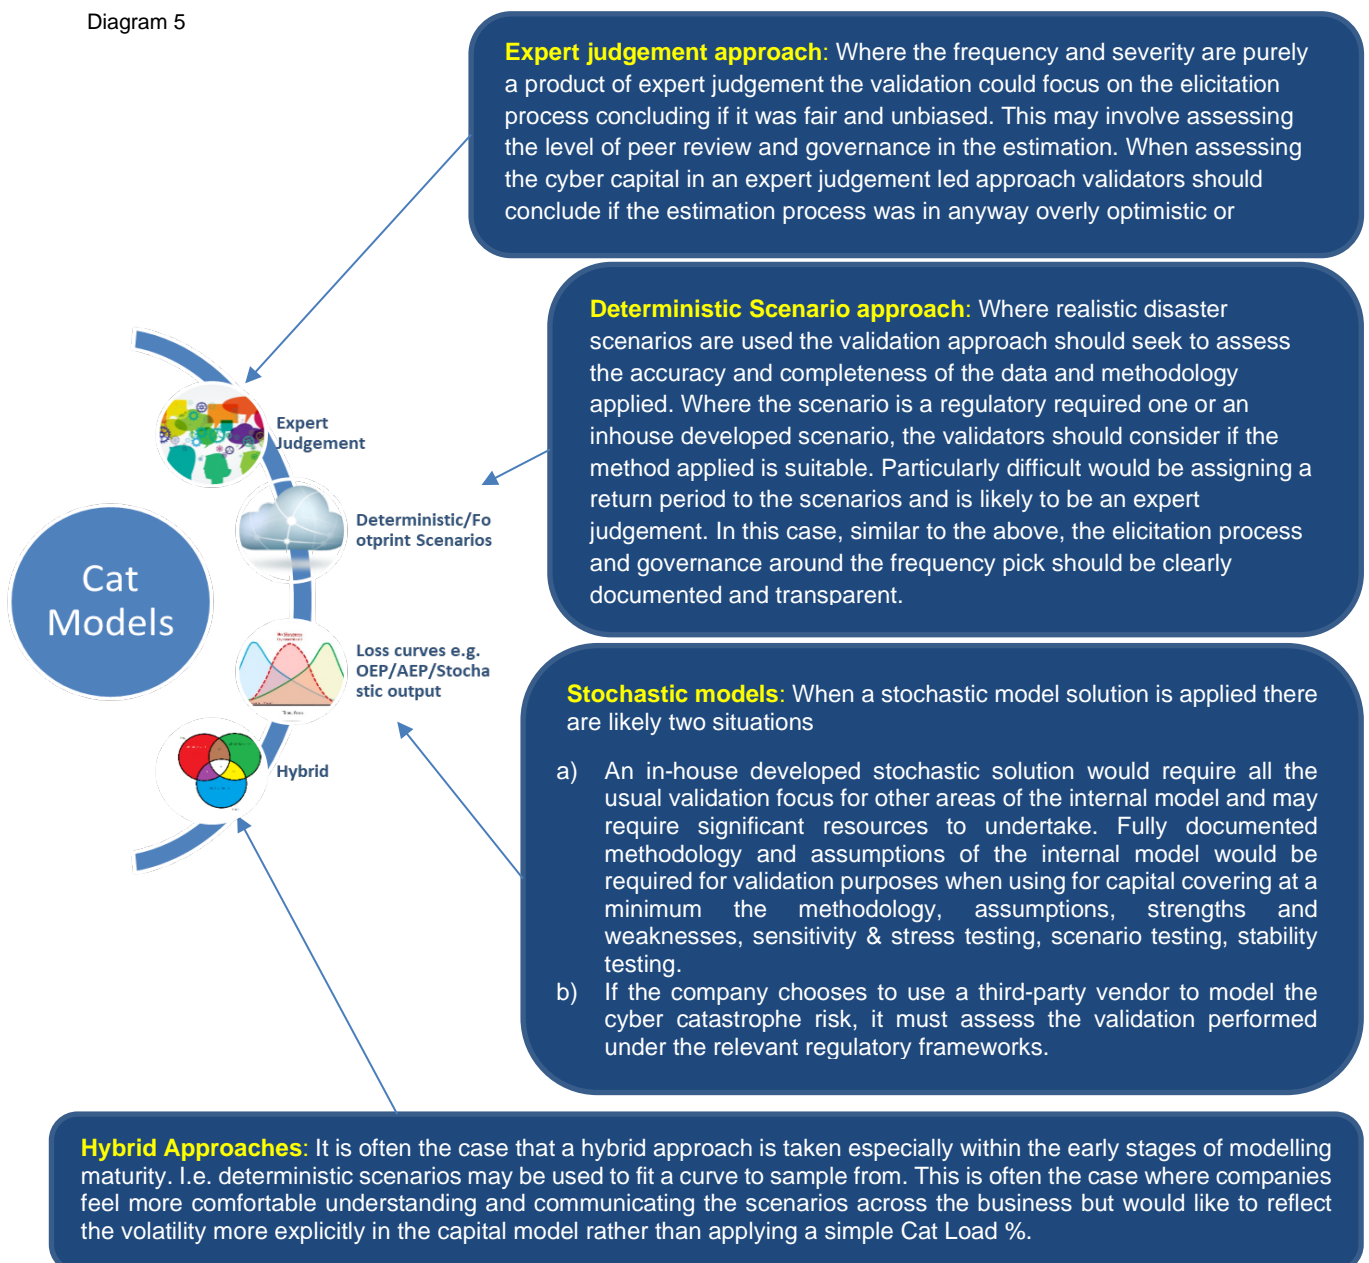 Diagram 5
Expert judgement approach: Where the frequency and severity are purely
a product of expert judgement the validation could focus on the elicitation
process concluding if it was fair and unbiased. This may involve assessing
the level of peer review and governance in the estimation. When assessing
the cyber capital in an expert judgement led approach validators should
conclude if the estimation process was in anyway overly optimistic or
Deterministic Scenario approach: Where realistic disaster
scenarios are used the validation approach should seek to assess
the accuracy and completeness of the data and methodology
applied. Where the scenario is a regulatory required one or an
inhouse developed scenario, the validators should consider if the
method applied is suitable. Particularly difficult would be assigning a
return period to the scenarios and is likely to be an expert
judgement. In this case, similar to the above, the elicitation process
and governance around the frequency pick should be clearly
documented and transparent.
Expert
Judgement
Deterministic/Fo
otprint Scenarios
Cat
Models
Loss curves e.g.
OEP/AEP/Stocha
stic output
Hybrid
Stochastic models: When a stochastic model solution is applied there
are likely two situations
a) An in-house developed stochastic solution would require all the
usual validation focus for other areas of the internal model and may
require significant resources to undertake. Fully documented
methodology and assumptions of the internal model would be
required for validation purposes when using for capital covering at a
minimum the methodology, assumptions, strengths and
weaknesses, sensitivity & stress testing, scenario testing, stability
testing.
b) If the company chooses to use a third-party vendor to model the
cyber catastrophe risk, it must assess the validation performed
under the relevant regulatory frameworks.
Hybrid Approaches: It is often the case that a hybrid approach is taken especially within the early stages of modelling
maturity. I.e. deterministic scenarios may be used to fit a curve to sample from. This is often the case where companies
feel more comfortable understanding and communicating the scenarios across the business but would like to reflect
the volatility more explicitly in the capital model rather than applying a simple Cat Load %.